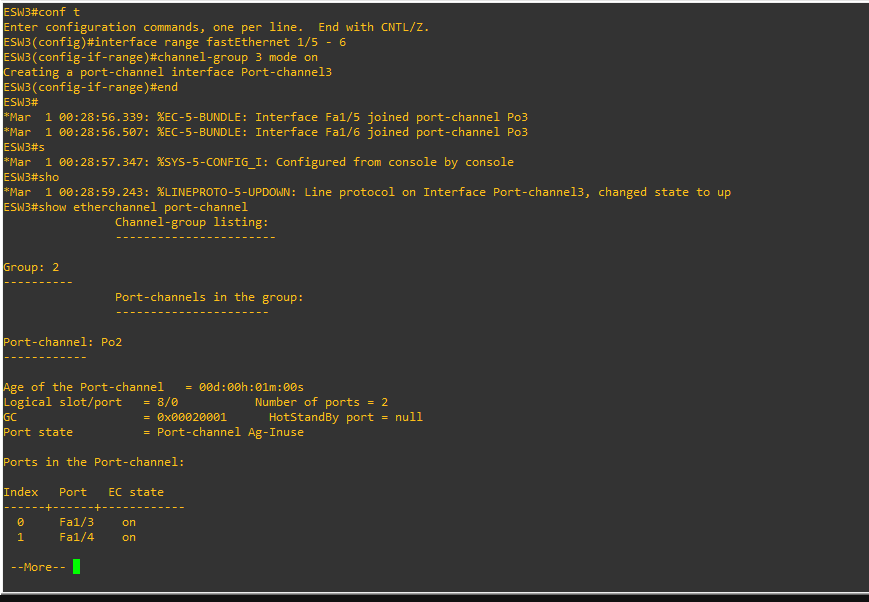 ESW3#conf t
Enter configuration commands, one per line.  End with CNTL/Z.
ESW3(config)#interface range fastEthernet 1/5 - 6
ESW3(config-if-range)#channel-group 3 mode on
Creating a port-channel interface Port-channel3
ESW3(config-if-range)#end
ESW3#
*Mar  1 00:28:56.339: %EC-5-BUNDLE: Interface Fa1/5 joined port-channel Po3
*Mar  1 00:28:56.507: %EC-5-BUNDLE: Interface Fa1/6 joined port-channel Po3
ESW3#s
*Mar  1 00:28:57.347: %SYS-5-CONFIG_I: Configured from console by console
ESW3#sho
*Mar  1 00:28:59.243: %LINEPROTO-5-UPDOWN: Line protocol on Interface Port-channel3, changed state to up
ESW3#show etherchannel port-channel
                Channel-group listing:
                -----------------------

Group: 2
----------
                Port-channels in the group:
                ----------------------

Port-channel: Po2
------------

Age of the Port-channel   = 00d:00h:01m:00s
Logical slot/port   = 8/0           Number of ports = 2
GC                  = 0x00020001      HotStandBy port = null
Port state          = Port-channel Ag-Inuse

Ports in the Port-channel:

Index   Port   EC state
------+------+------------
  0     Fa1/3    on
  1     Fa1/4    on

 --More--